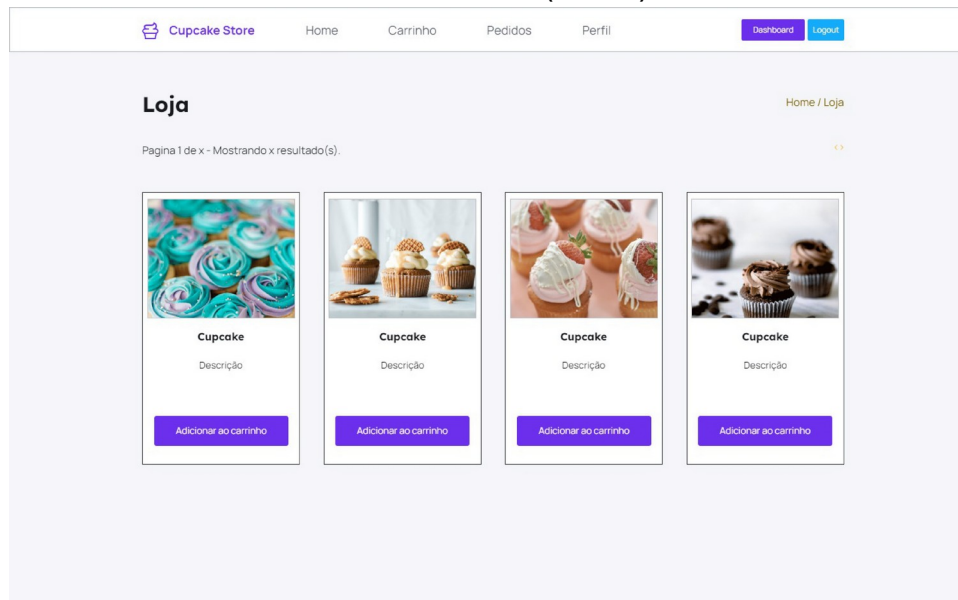 Cupcake Store Home Carrinho Pedidos Perfil Dashboard Logout
Loja Home / Loja
Pagina 1 de x - Mostrando x resultado(s). <>
Cupcake Cupcake Cupcake Cupcake
Descrição Descrição Descrição Descrição
Adicionar ao carrinho Adicionar ao carrinho Adicionar ao carrinho Adicionar ao carrinho